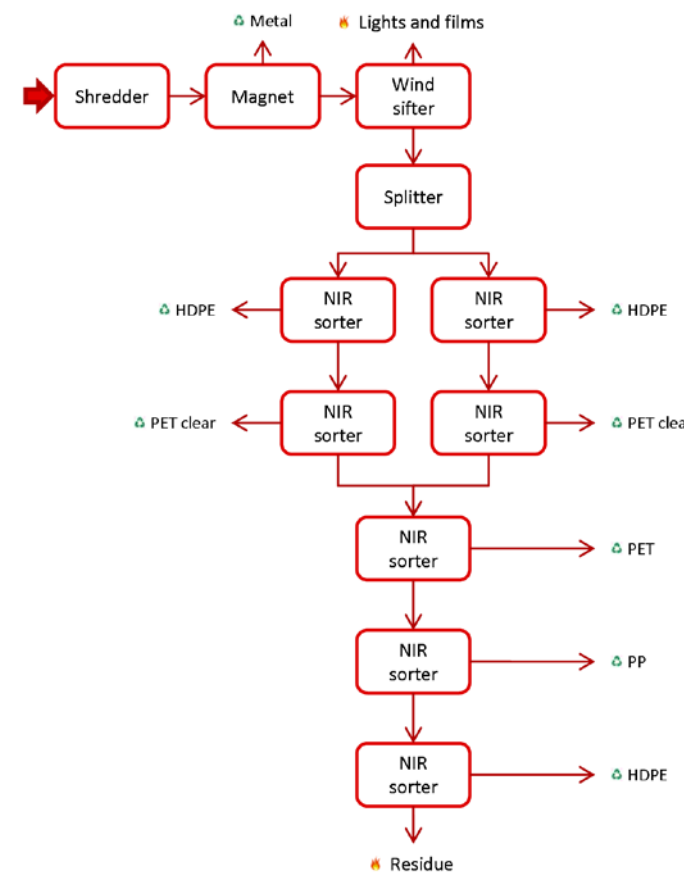 Metal
Lights and films
Shredder
Magnet
Wind
sifter
Splitter
NIR
sorter
NIR
sorter
HDPE
HDPE
NIR
sorter
NIR
sorter
PET clear
PET clea
NIR
sorter
PET
NIR
sorter
PP
NIR
sorter
HDPE
Residue